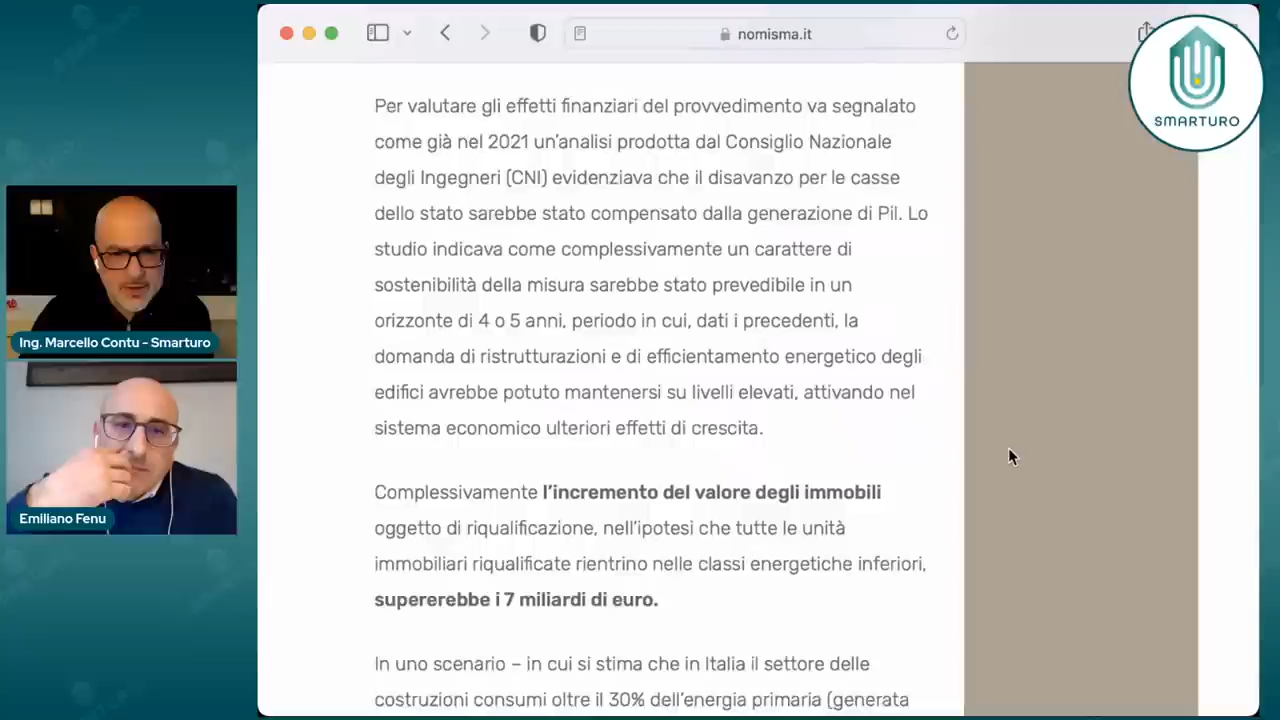 nomisma.it
SMARTURO
Per valutare gli effetti finanziari del provvedimento va segnalato
come già nel 2021 un'analisi prodotta dal Consiglio Nazionale
degli Ingegneri (CNI) evidenziava che il disavanzo per le casse
dello stato sarebbe stato compensato dalla generazione di Pil. Lo
studio indicava come complessivamente un carattere di
sostenibilità della misura sarebbe stato prevedibile in un
orizzonte di 4 o 5 anni, periodo in cui, dati i precedenti, la
domanda di ristrutturazioni e di efficientamento energetico degli
edifici avrebbe potuto mantenersi su livelli elevati, attivando nel
sistema economico ulteriori effetti di crescita.
Complessivamente l'incremento del valore degli immobili
oggetto di riqualificazione, nell'ipotesi che tutte le unità
immobiliari riqualificate rientrino nelle classi energetiche inferiori,
supererebbe i 7 miliardi di euro.
In uno scenario – in cui si stima che in Italia il settore delle
costruzioni consumi oltre il 30% dell'energia primaria (generata
Ing. Marcello Contu - Smarturo
Emiliano Fenu